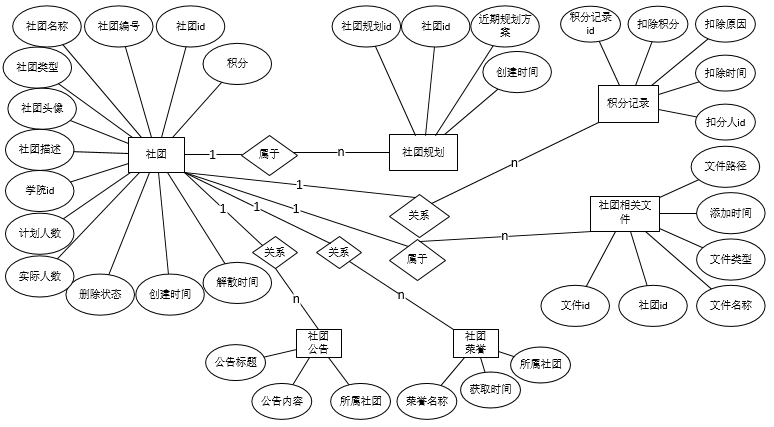 社团名称
社团编号
社团id
社团规划id
社团id
近期规划方
案
积分记录
id
扣除积分
扣除原因
社团类型
积分
创建时间
扣除时间
社团头像
积分记录
扣分人id
社团描述
社团
1
属于
n
社团规划
n
文件路径
学院id
1
关系
社团相关文
件
添加时间
计划人数
1
1
1
n
关系
关系
属于
文件类型
实际人数
删除状态
创建时间
解散时间
n
n
文件id
社团id
文件名称
社团
公告
社团
荣誉
公告标题
所属社团
公告内容
所属社团
荣誉名称
获取时间